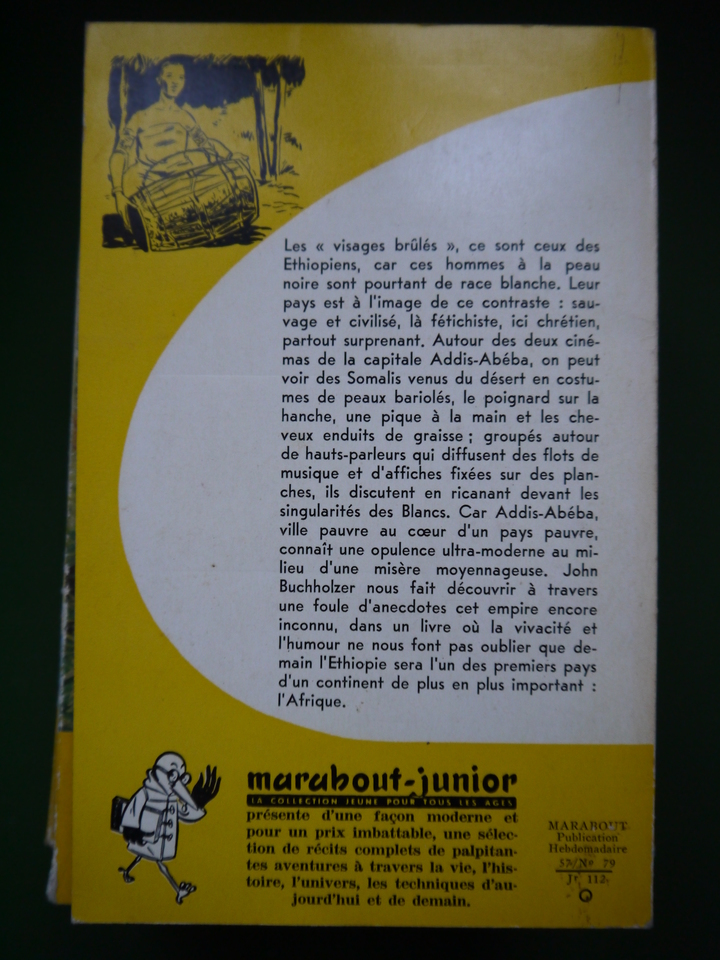 Les « visages brûlés », ce sont ceux des
Ethiopiens, car ces hommes à la peau
noire sont pourtant de race blanche. Leur
pays est à l'image de ce contraste : sau-
vage et civilisé, là fétichiste, ici chrétien,
partout surprenant. Autour des deux ciné-
mas de la capitale Addis-Abéba, on peut
voir des Somalis venus du désert en costu-
mes de peaux bariolés, le poignard sur la
hanche, une pique à la main et les che-
veux enduits de graisse ; groupés autour
de hauts-parleurs qui diffusent des flots de
musique et d'affiches fixées sur des plan-
ches, ils discutent en ricanant devant les
singularités des Blancs. Car Addis-Abéba,
ville pauvre au cœur d'un pays pauvre,
connaît une opulence ultra-moderne au mi-
lieu d'une misère moyennageuse. John
Buchholzer nous fait découvrir à travers
une foule d'anecdotes cet empire encore
inconnu, dans un livre où la vivacité et
l'humour ne nous font pas oublier que de-
main l'Ethiopie sera l'un des premiers pays
d'un continent de plus en plus important :
l'Afrique.
marabout-junior
LA COLLECTION JEUNE POUR TOUS LES AGES
présente d'une façon moderne et
pour un prix imbattable, une sélec-
tion de récits complets de palpitan-
tes aventures à travers la vie, l'his-
toire, l'univers, les techniques d'au-
jourd'hui et de demain.
MARABOUT
Publication
Hebdomadaire
57/Nº 79
Jr 112